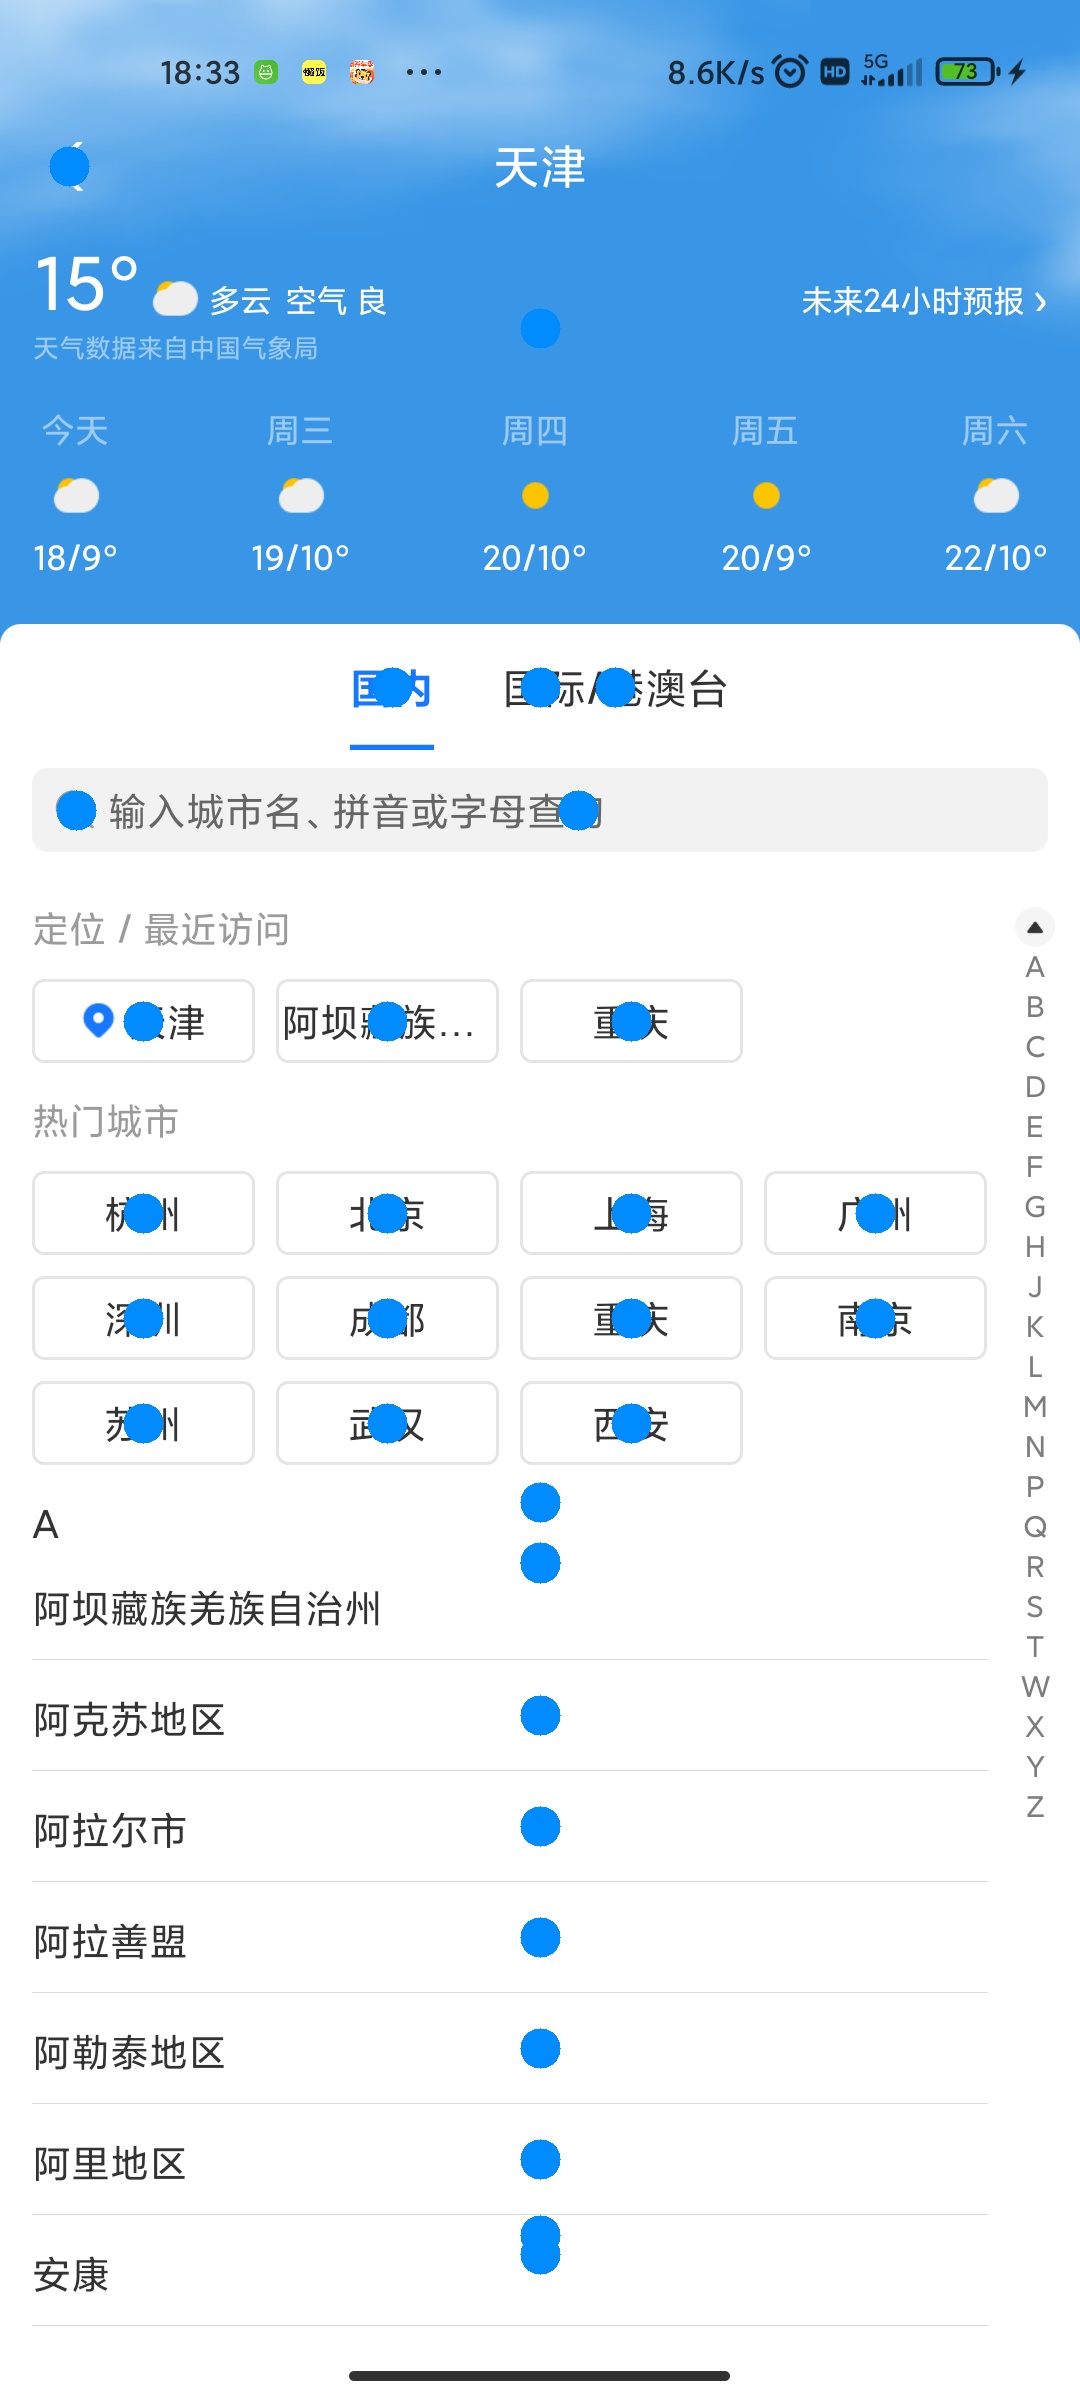 18:33 懒饭 ... 8.6K/s HD 5G 73
天津
15° 多云 空气 良 未来24小时预报 ›
天气数据来自中国气象局
今天 周三 周四 周五 周六
18/9° 19/10° 20/10° 20/9° 22/10°
国内 国际/港澳台
输入城市名、拼音或字母查询
定位 / 最近访问
天津 阿坝藏族... 重庆
热门城市
杭州 北京 上海 广州
深圳 成都 重庆 南京
苏州 武汉 西安
A
阿坝藏族羌族自治州
阿克苏地区
阿拉尔市
阿拉善盟
阿勒泰地区
阿里地区
安康
A
B
C
D
E
F
G
H
J
K
L
M
N
P
Q
R
S
T
W
X
Y
Z